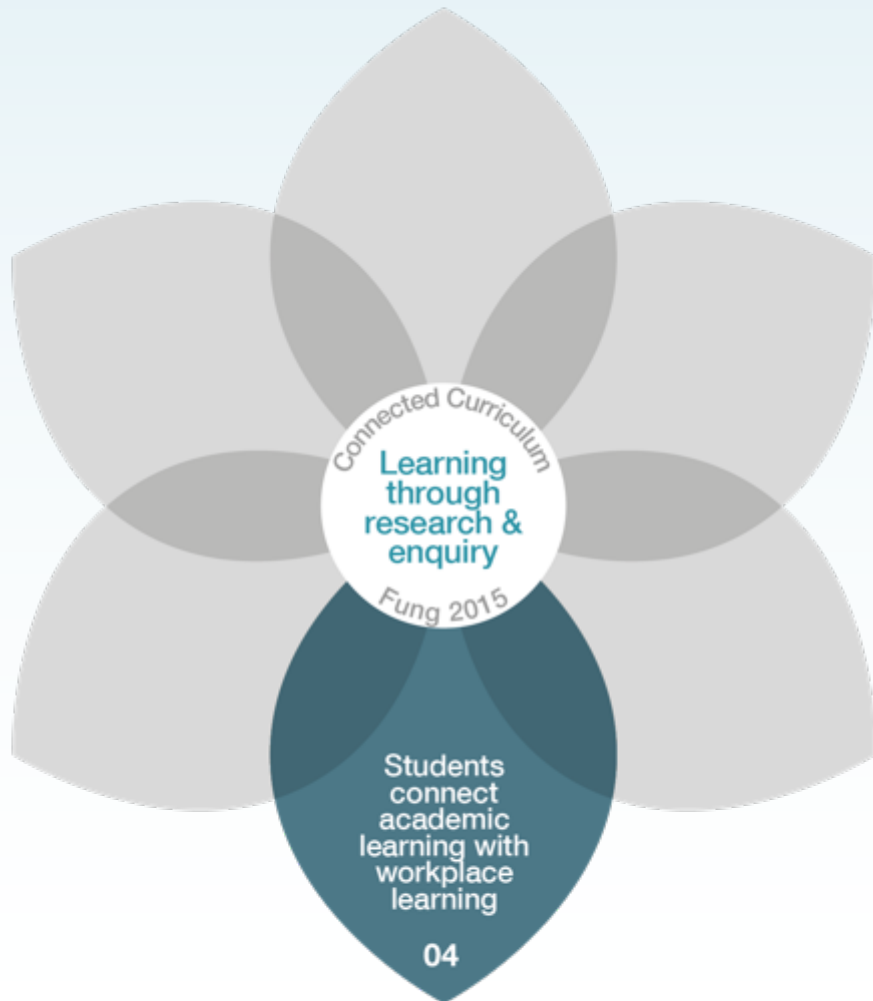 Connected Curriculum
Learning
through
research &
enquiry
Fung 2015
Students
connect
academic
learning with
workplace
learning
04